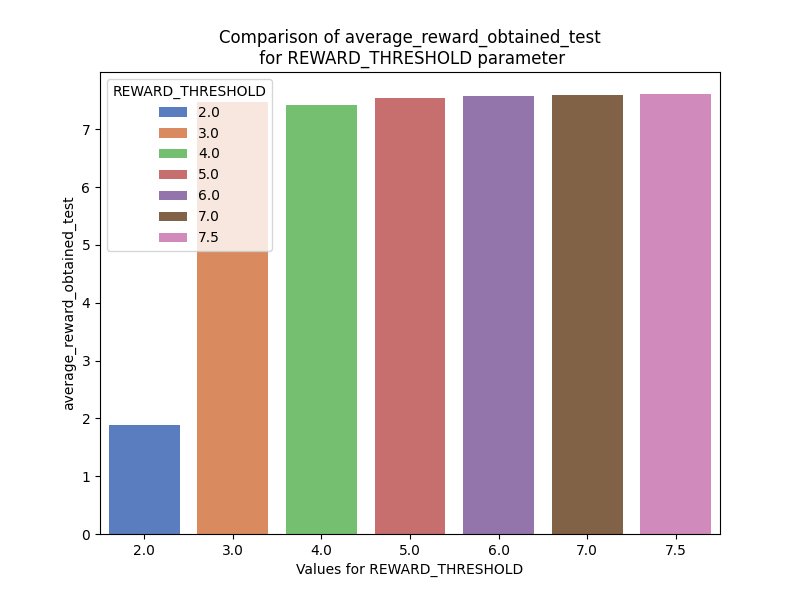 Comparison of average_reward_obtained_test
for REWARD_THRESHOLD parameter
REWARD_THRESHOLD
2.0
3.0
4.0
5.0
6.0
7.0
7.5
average_reward_obtained_test
7
6
5
4
3
2
1
0
2.0 3.0 4.0 5.0 6.0 7.0 7.5
Values for REWARD_THRESHOLD